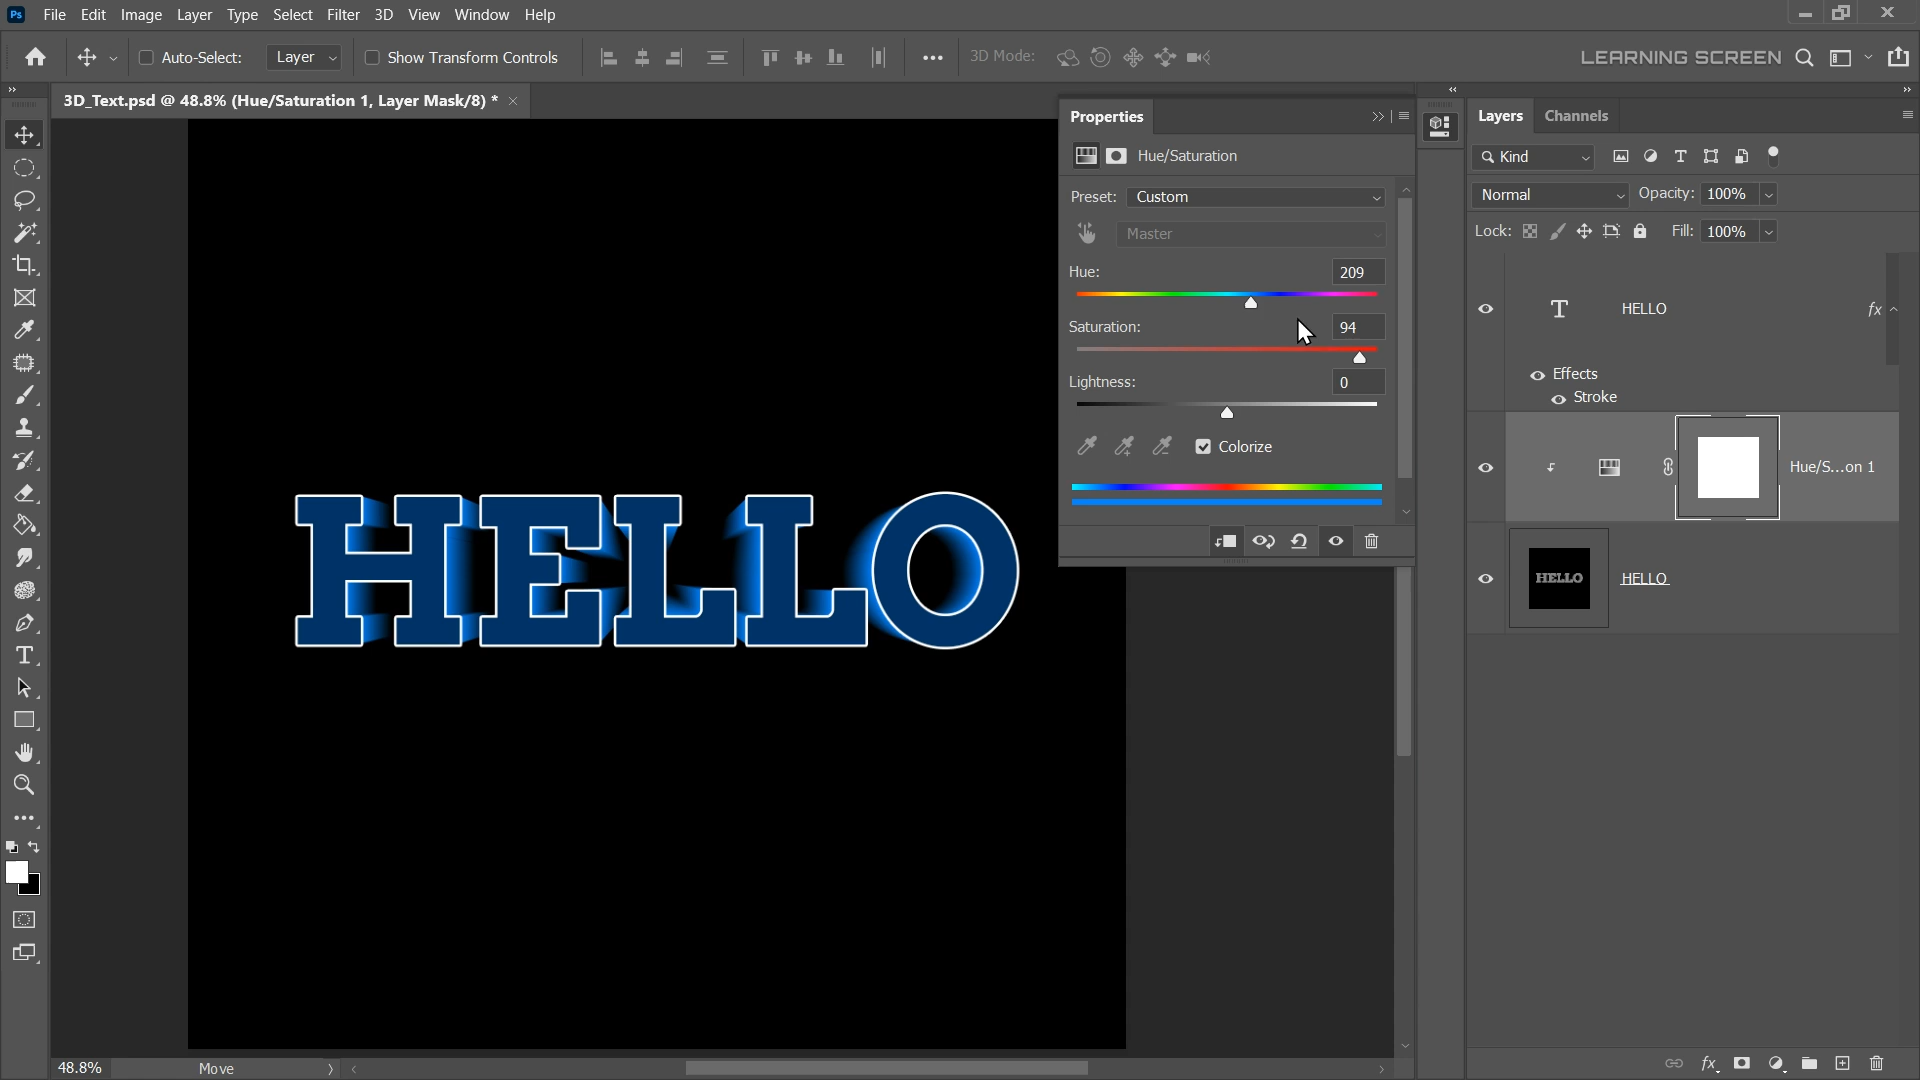 Ps File Edit Image Layer Type Select Filter 3D View Window Help
Auto-Select: Layer Show Transform Controls 3D Mode: LEARNING SCREEN
3D_Text.psd @ 48.8% (Hue/Saturation 1, Layer Mask/8) *
Properties
Hue/Saturation
Preset: Custom
Master
Hue: 209
Saturation: 94
Lightness: 0
Colorize
Layers Channels
Kind
Normal Opacity: 100%
Lock: Fill: 100%
HELLO fx
Effects
Stroke
Hue/S...on 1
HELLO HELLO
HELLO
48.8% Move
fx